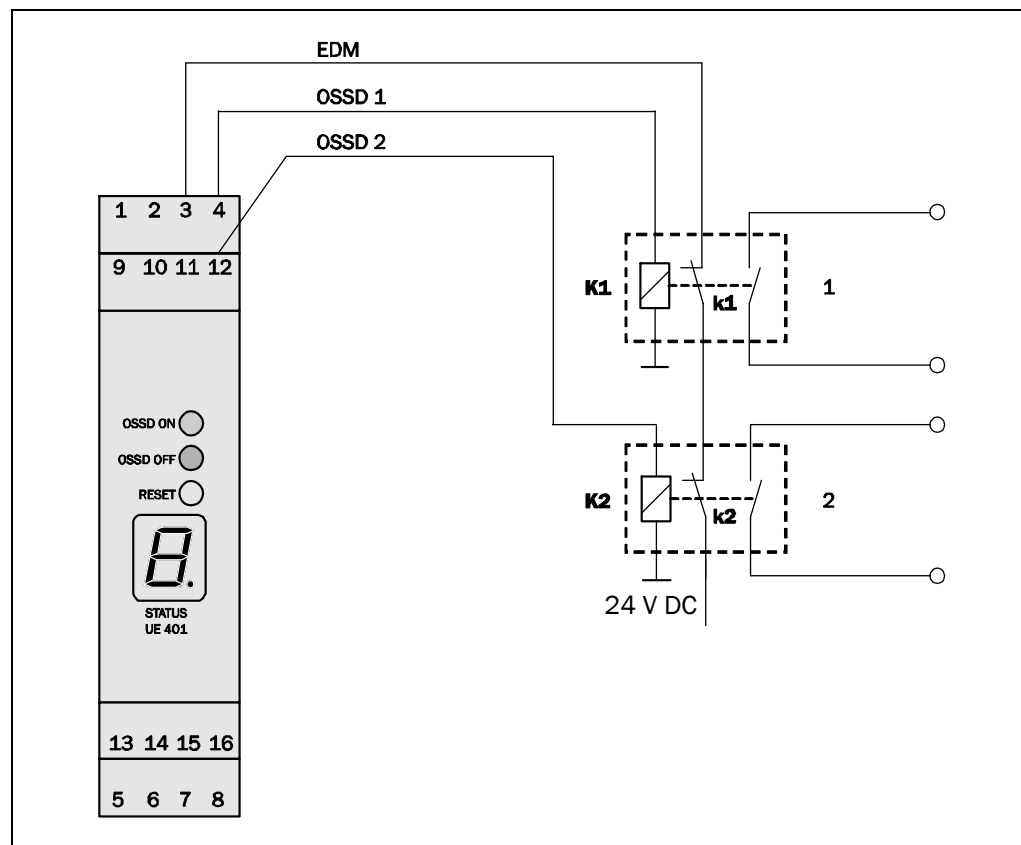 EDM
OSSD 1
OSSD 2
1 2 3 4
9 10 11 12
K1
k1
1
OSSD ON
OSSD OFF
RESET
8.
STATUS
UE 401
K2
k2
2
24 V DC
13 14 15 16
5 6 7 8